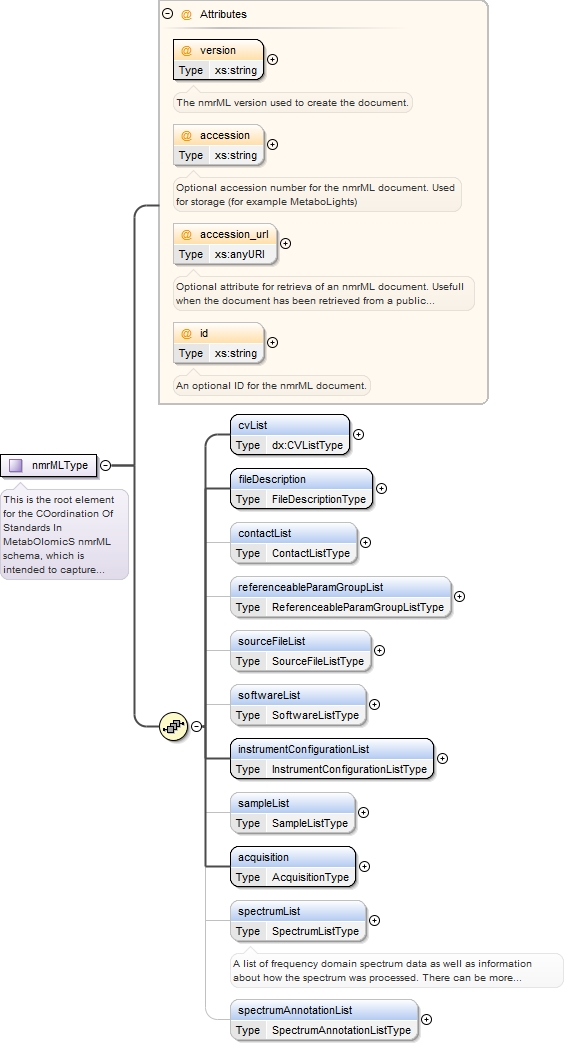 @ Attributes
@ version
Type xs:string
The nmrML version used to create the document.
@ accession
Type xs:string
Optional accession number for the nmrML document. Used
for storage (for example MetaboLights)
@ accession_url
Type xs:anyURI
Optional attribute for retrieva of an nmrML document. Usefull
when the document has been retrieved from a public...
@ id
Type xs:string
An optional ID for the nmrML document.
nmrMLType
This is the root element
for the COordination Of
Standards In
MetabOlomicS nmrML
schema, which is
intended to capture...
cvList
Type dx:CVListType
fileDescription
Type FileDescriptionType
contactList
Type ContactListType
referenceableParamGroupList
Type ReferenceableParamGroupListType
sourceFileList
Type SourceFileListType
softwareList
Type SoftwareListType
instrumentConfigurationList
Type InstrumentConfigurationListType
sampleList
Type SampleListType
acquisition
Type AcquisitionType
spectrumList
Type SpectrumListType
A list of frequency domain spectrum data as well as information
about how the spectrum was processed. There can be more...
spectrumAnnotationList
Type SpectrumAnnotationListType